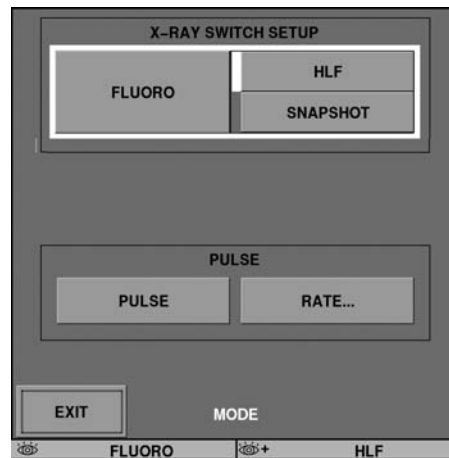 X-RAY SWITCH SETUP
FLUORO
HLF
SNAPSHOT
PULSE
PULSE RATE...
EXIT
MODE
FLUORO + HLF